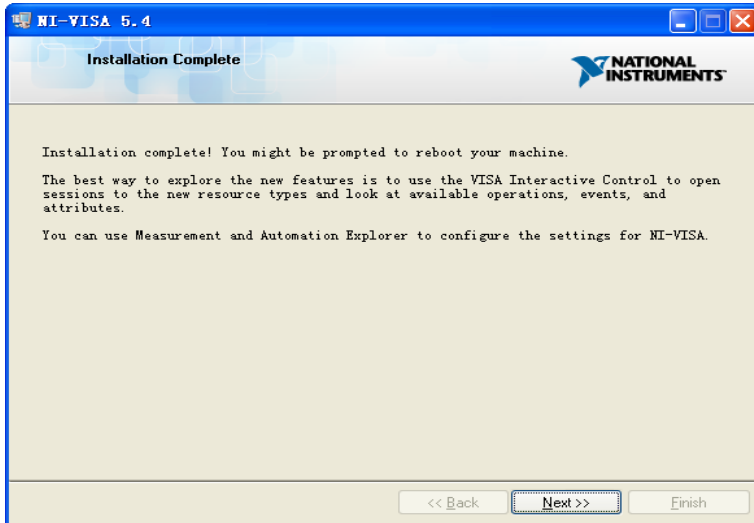 NI-VISA 5.4
Installation Complete
NATIONAL
INSTRUMENTS
Installation complete! You might be prompted to reboot your machine.
The best way to explore the new features is to use the VISA Interactive Control to open
sessions to the new resource types and look at available operations, events, and
attributes.
You can use Measurement and Automation Explorer to configure the settings for NI-VISA.
<< Back
Next >>
Finish